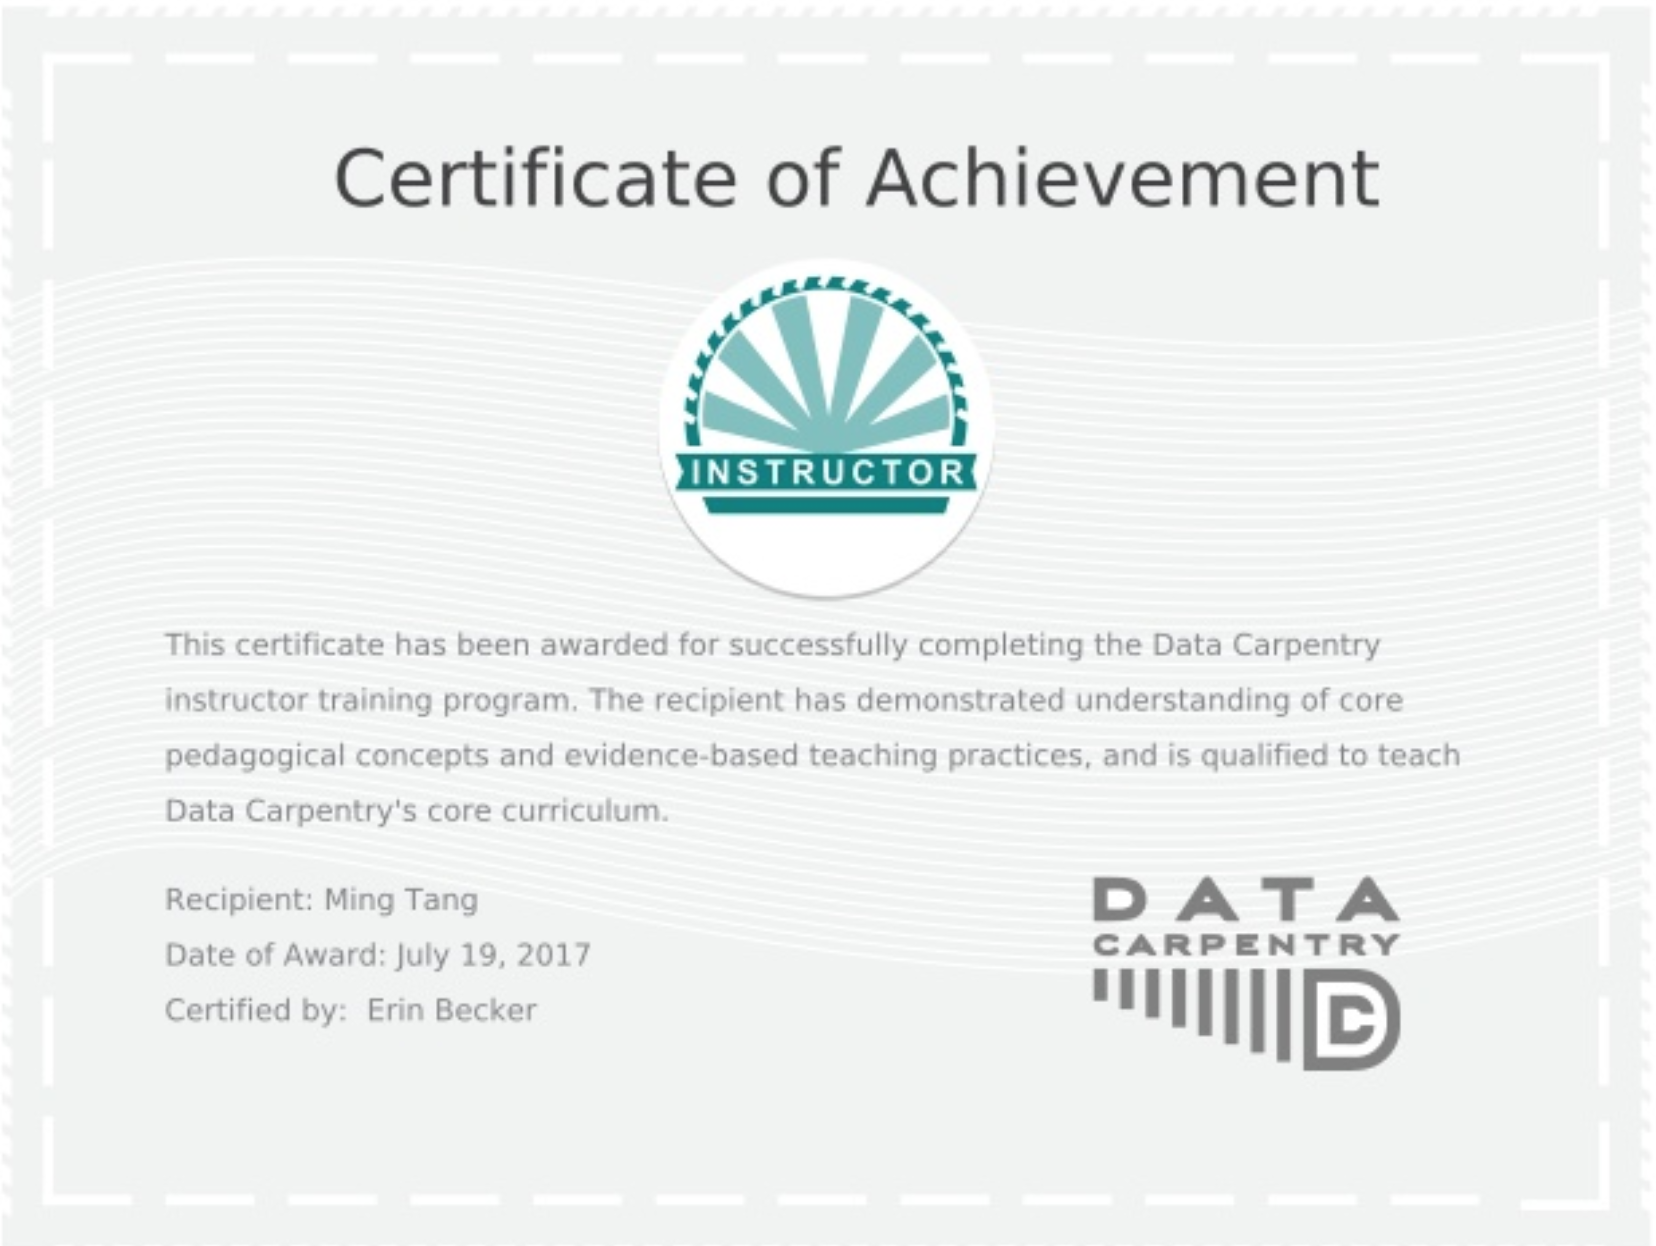 Certificate of Achievement
INSTRUCTOR
This certificate has been awarded for successfully completing the Data Carpentry
instructor training program. The recipient has demonstrated understanding of core
pedagogical concepts and evidence-based teaching practices, and is qualified to teach
Data Carpentry's core curriculum.
Recipient: Ming Tang
Date of Award: July 19, 2017
Certified by:  Erin Becker
DATA
CARPENTRY
DC